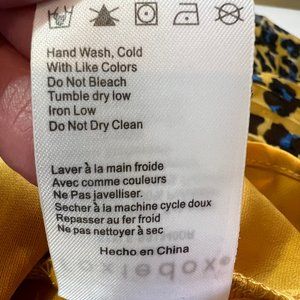 Hand Wash, Cold
With Like Colors
Do Not Bleach
Tumble dry low
Iron Low
Do Not Dry Clean
Laver à la main froide
Avec comme couleurs
Ne Pas javelliser.
Secher à la machine cycle doux
Repasser au fer froid
Ne pas nettoyer à sec
Hecho en China